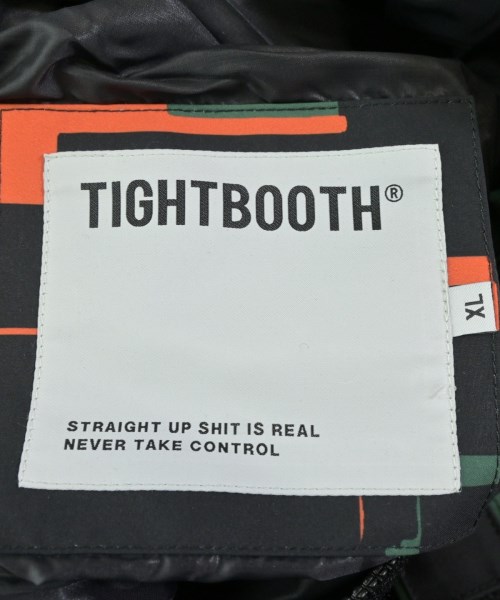 TIGHTBOOTH®
XL
STRAIGHT UP SHIT IS REAL
NEVER TAKE CONTROL